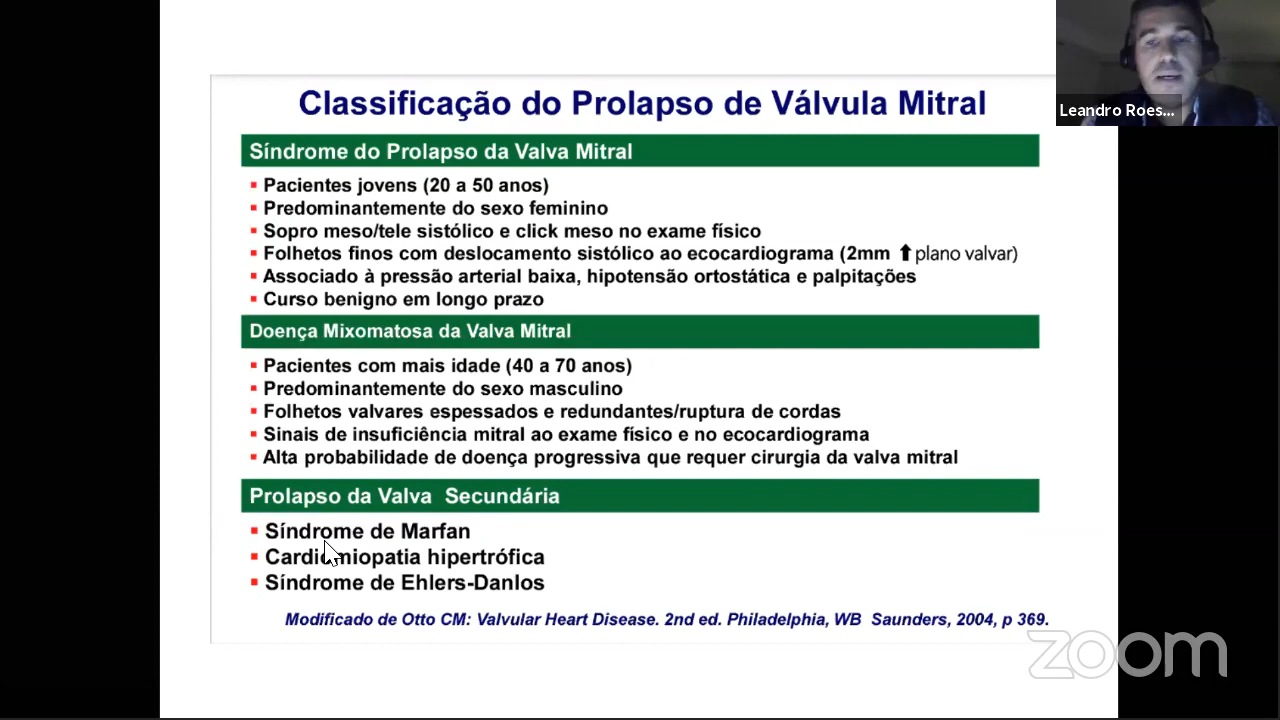 Classificação do Prolapso de Válvula Mitral
Síndrome do Prolapso da Valva Mitral
▪ Pacientes jovens (20 a 50 anos)
▪ Predominantemente do sexo feminino
▪ Sopro meso/tele sistólico e click meso no exame físico
▪ Folhetos finos com deslocamento sistólico ao ecocardiograma (2mm ⬆ plano valvar)
▪ Associado à pressão arterial baixa, hipotensão ortostática e palpitações
▪ Curso benigno em longo prazo
Doença Mixomatosa da Valva Mitral
▪ Pacientes com mais idade (40 a 70 anos)
▪ Predominantemente do sexo masculino
▪ Folhetos valvares espessados e redundantes/ruptura de cordas
▪ Sinais de insuficiência mitral ao exame físico e no ecocardiograma
▪ Alta probabilidade de doença progressiva que requer cirurgia da valva mitral
Prolapso da Valva Secundária
▪ Síndrome de Marfan
▪ Cardiomiopatia hipertrófica
▪ Síndrome de Ehlers-Danlos
Modificado de Otto CM: Valvular Heart Disease. 2nd ed. Philadelphia, WB Saunders, 2004, p 369.
Leandro Roes...
zoom